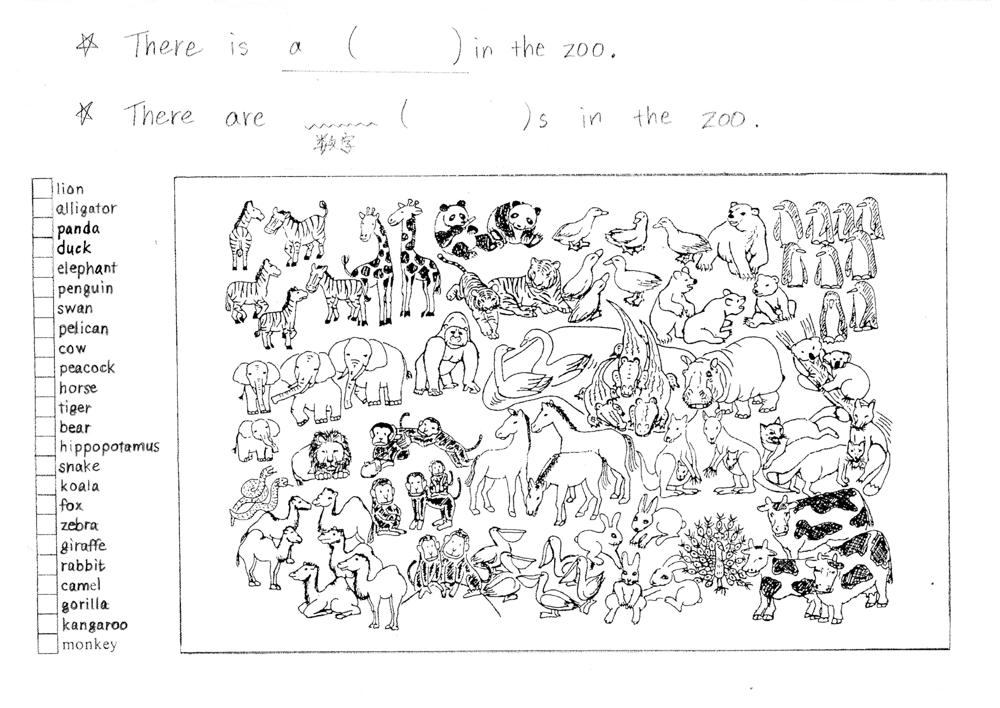 ☆ There is a ( ) in the zoo.
☆ There are ﹏﹏ ( )s in the zoo.
数字
lion
alligator
panda
duck
elephant
penguin
swan
pelican
cow
peacock
horse
tiger
bear
hippopotamus
snake
koala
fox
zebra
giraffe
rabbit
camel
gorilla
kangaroo
monkey